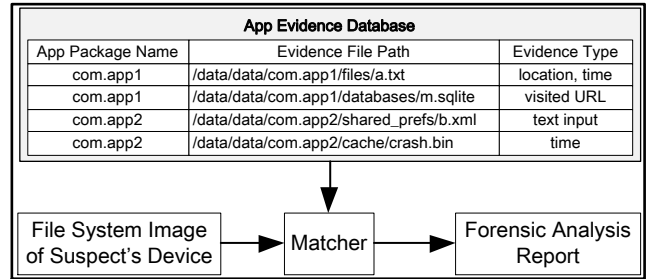 App Evidence Database
App Package Name Evidence File Path Evidence Type
com.app1 /data/data/com.app1/files/a.txt location, time
com.app1 /data/data/com.app1/databases/m.sqlite visited URL
com.app2 /data/data/com.app2/shared_prefs/b.xml text input
com.app2 /data/data/com.app2/cache/crash.bin time
File System Image
of Suspect's Device
Matcher
Forensic Analysis
Report